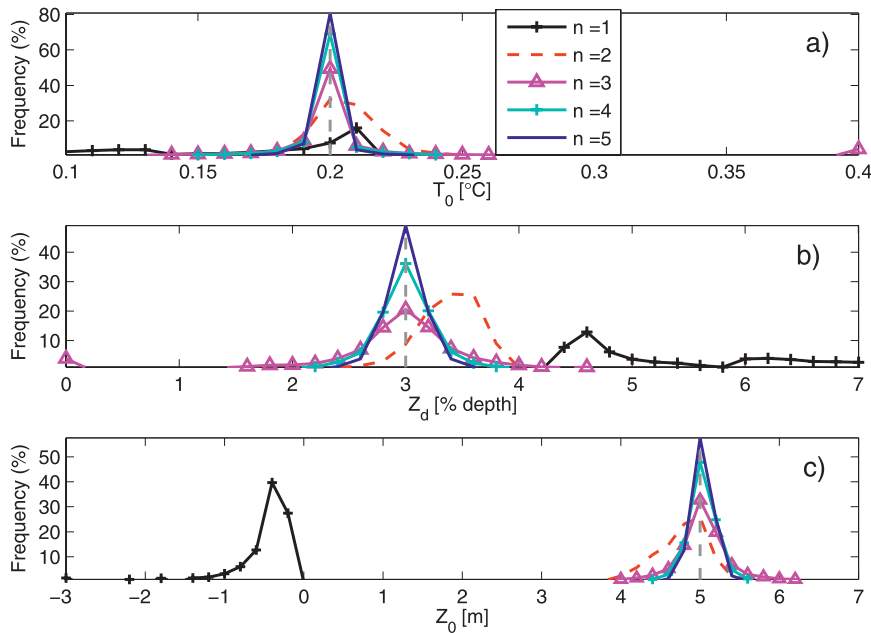 a)
Frequency (%)
80
60
40
20
0.1
0.15
0.2
0.25
0.3
0.35
0.4
T0 [°C]
n =1
n =2
n =3
n =4
n =5
b)
Frequency (%)
40
30
20
10
0
1
2
3
4
5
6
7
Zd [% depth]
c)
Frequency (%)
50
40
30
20
10
−3
−2
−1
0
1
2
3
4
5
6
7
Z0 [m]